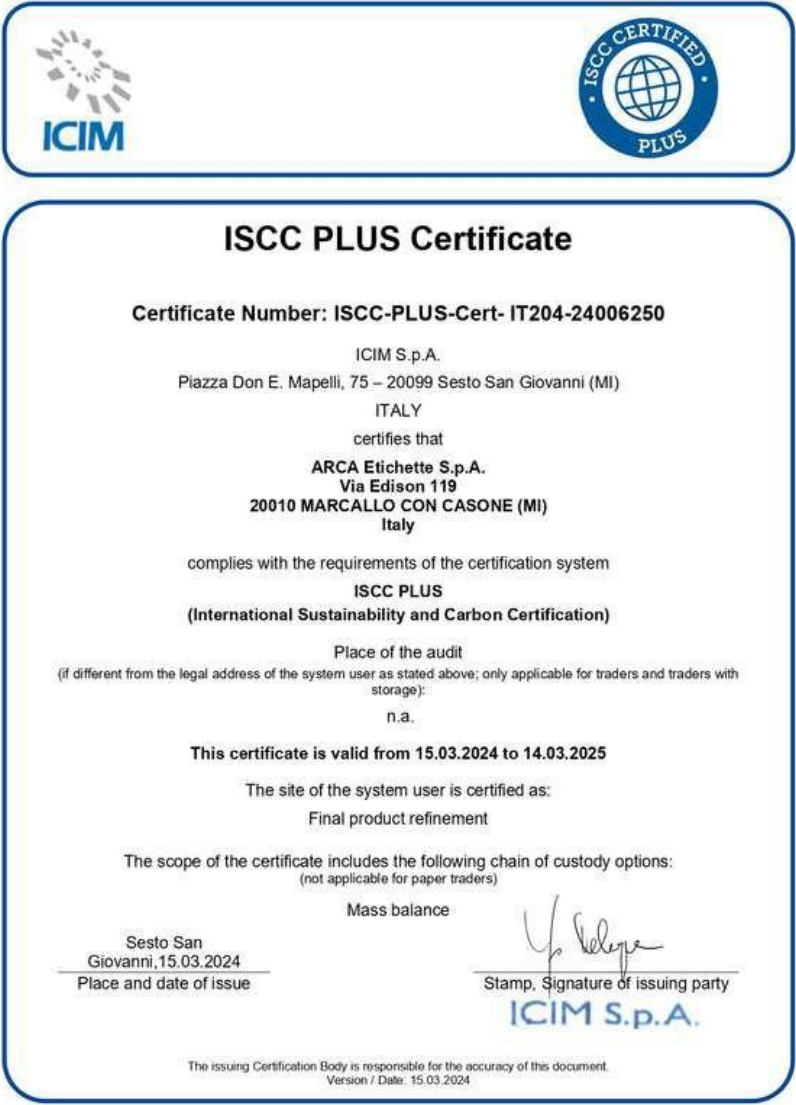 ICIM
ISCC CERTIFIED
PLUS
ISCC PLUS Certificate
Certificate Number: ISCC-PLUS-Cert- IT204-24006250
ICIM S.p.A.
Piazza Don E. Mapelli, 75 – 20099 Sesto San Giovanni (MI)
ITALY
certifies that
ARCA Etichette S.p.A.
Via Edison 119
20010 MARCALLO CON CASONE (MI)
Italy
complies with the requirements of the certification system
ISCC PLUS
(International Sustainability and Carbon Certification)
Place of the audit
(if different from the legal address of the system user as stated above; only applicable for traders and traders with
storage):
n.a.
This certificate is valid from 15.03.2024 to 14.03.2025
The site of the system user is certified as:
Final product refinement
The scope of the certificate includes the following chain of custody options:
(not applicable for paper traders)
Mass balance
Sesto San
Giovanni,15.03.2024
Place and date of issue
Stamp, Signature of issuing party
ICIM S.p.A.
The issuing Certification Body is responsible for the accuracy of this document.
Version / Date: 15.03.2024